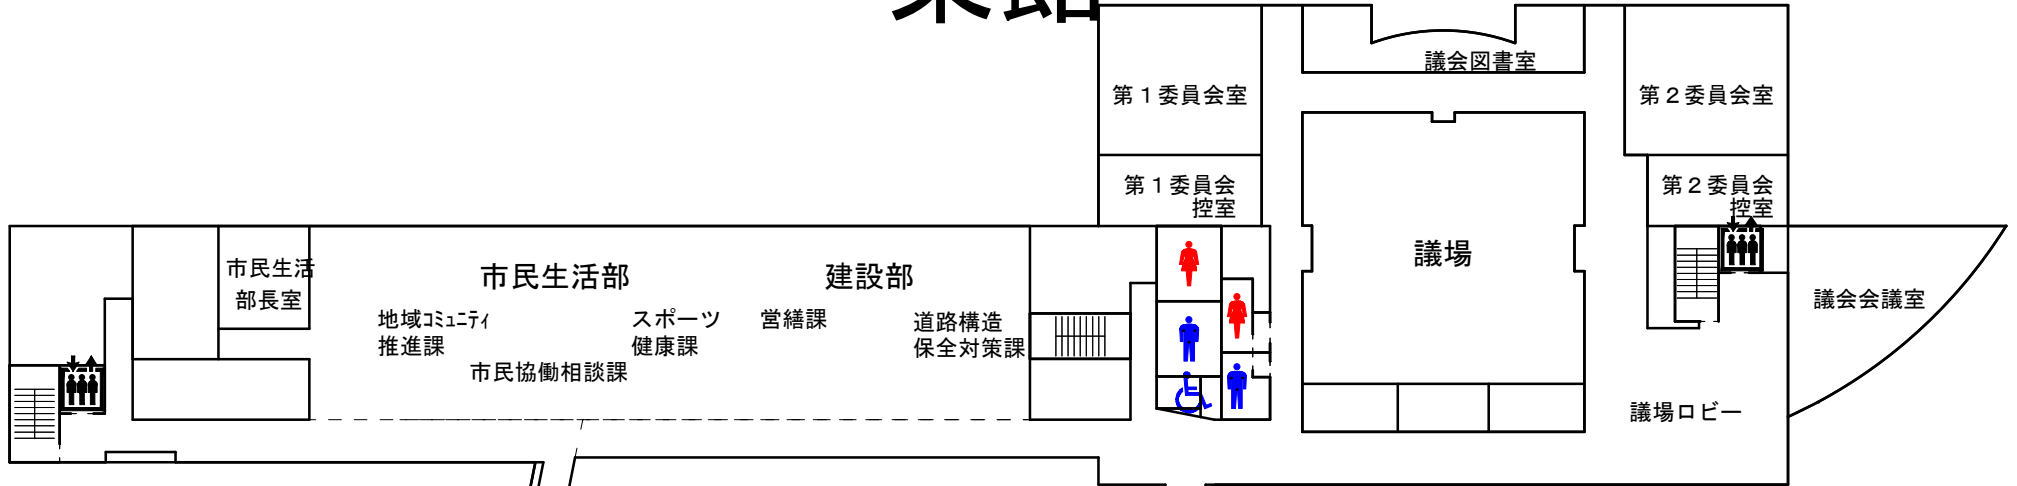 東館
議会図書室
第１委員会室
第２委員会室
第１委員会
控室
第２委員会
控室
市民生活
部長室
市民生活部
建設部
議場
議会会議室
地域ｺﾐｭﾆﾃｨ
推進課
スポーツ
健康課
営繕課
道路構造
保全対策課
市民協働相談課
議場ロビー